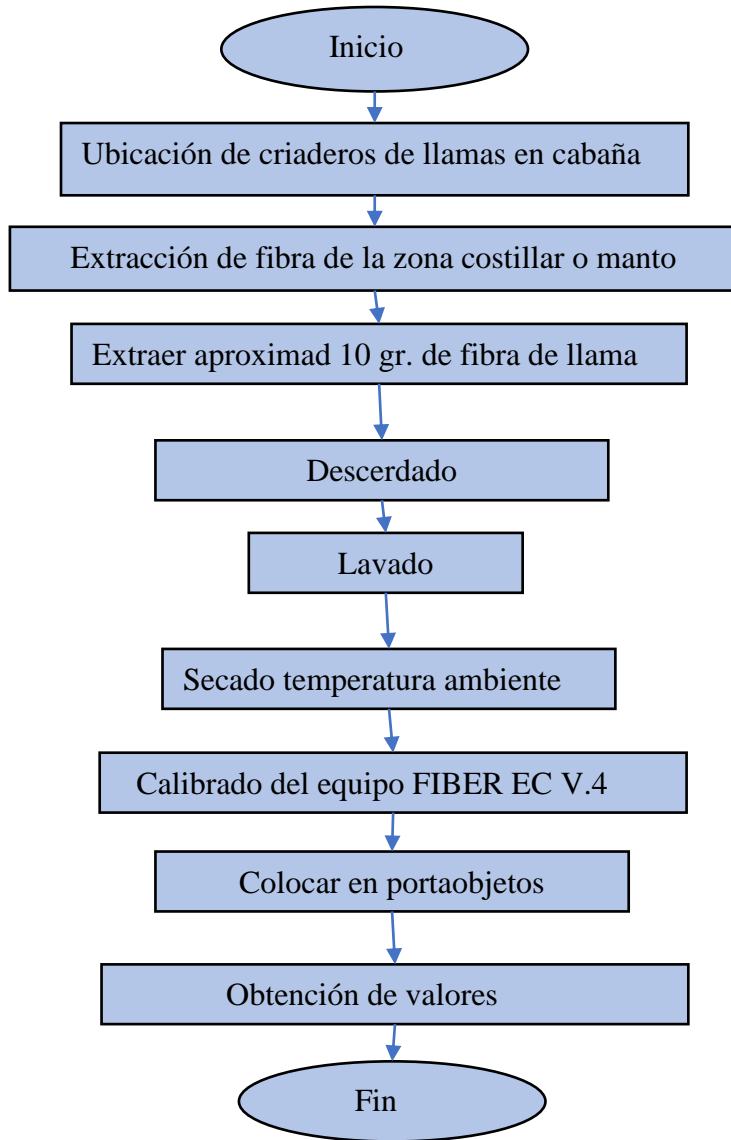 Inicio
Ubicación de criaderos de llamas en cabaña
Extracción de fibra de la zona costillar o manto
Extraer aproximad 10 gr. de fibra de llama
Descerdado
Lavado
Secado temperatura ambiente
Calibrado del equipo FIBER EC V.4
Colocar en portaobjetos
Obtención de valores
Fin